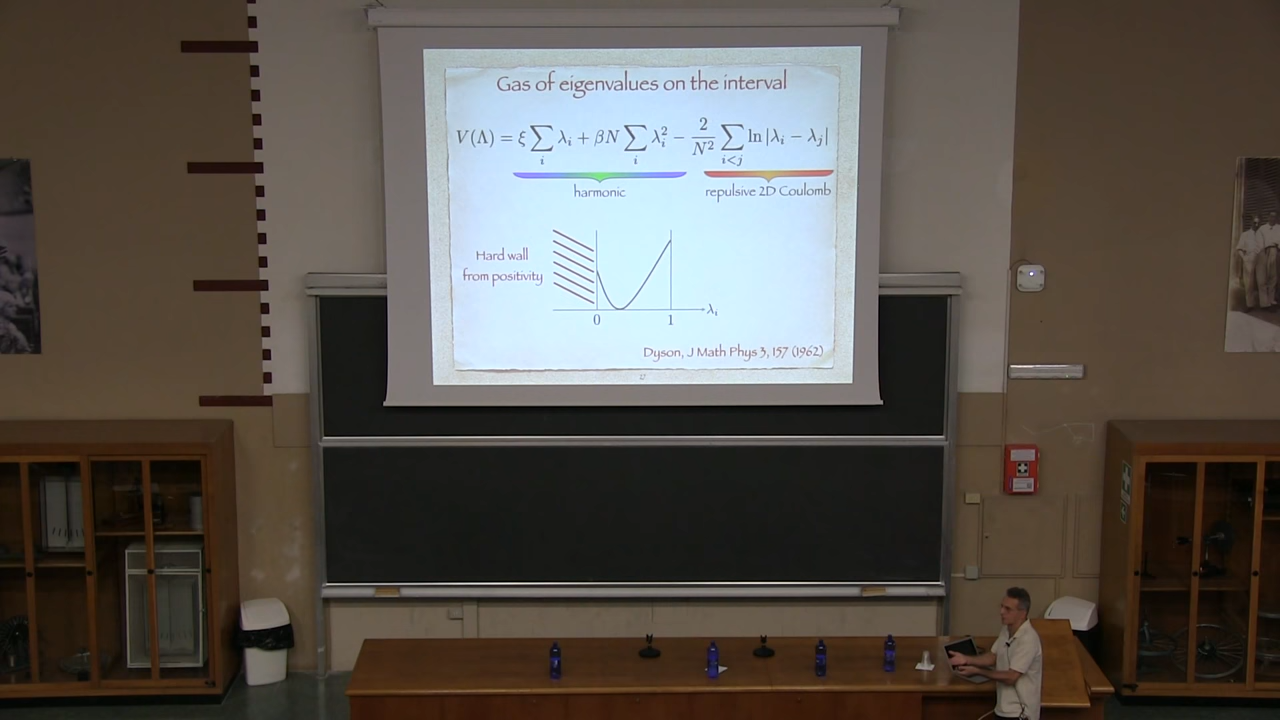 Gas of eigenvalues on the interval
V(Λ) = ξ ∑_i λ_i + βN ∑_i λ_i^2 − 2/N^2 ∑_{i<j} ln |λ_i − λ_j|
harmonic
repulsive 2D Coulomb
Hard wall
from positivity
0
1
λ_i
Dyson, J Math Phys 3, 157 (1962)